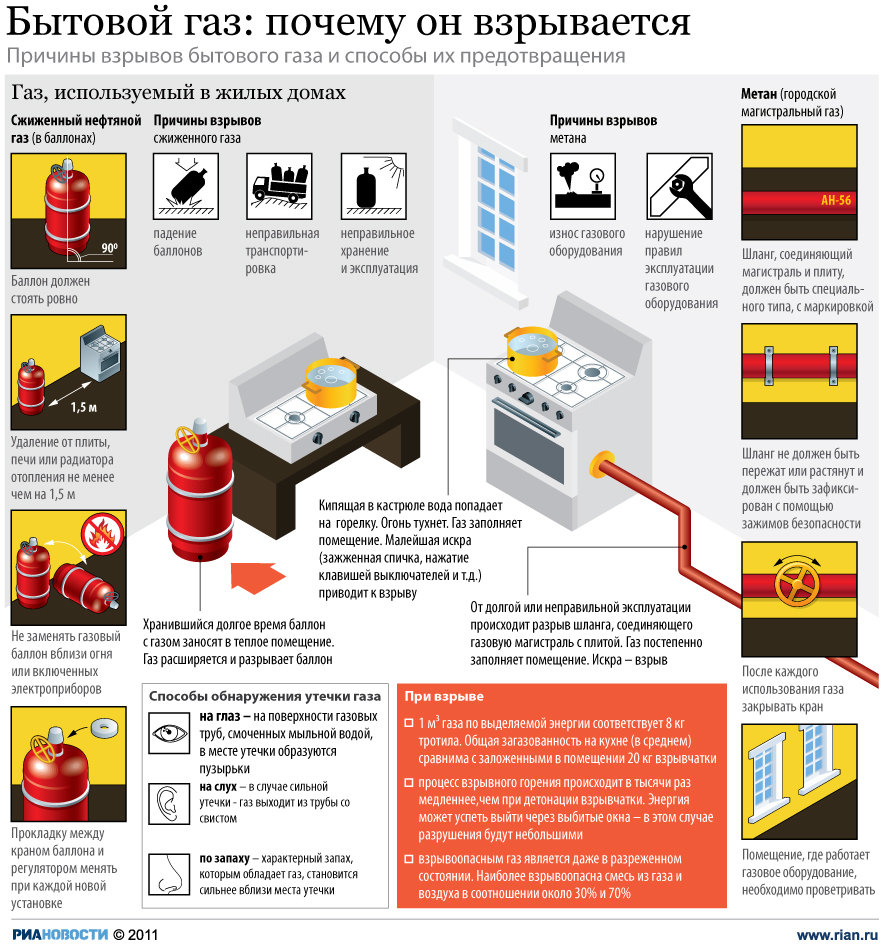 Бытовой газ: почему он взрывается
Причины взрывов бытового газа и способы их предотвращения
Газ, используемый в жилых домах
Сжиженный нефтяной
газ (в баллонах)
90º
Баллон должен
стоять ровно
1,5 м
Удаление от плиты,
печи или радиатора
отопления не менее
чем на 1,5 м
Не заменять газовый
баллон вблизи огня
или включенных
электроприборов
Прокладку между
краном баллона и
регулятором менять
при каждой новой
установке
Причины взрывов
сжиженного газа
падение
баллонов
неправильная
транспорти-
ровка
неправильное
хранение
и эксплуатация
Причины взрывов
метана
износ газового
оборудования
нарушение
правил
эксплуатации
газового
оборудования
Метан (городской
магистральный газ)
АН-56
Шланг, соединяющий
магистраль и плиту,
должен быть специаль-
ного типа, с маркировкой
Шланг не должен быть
пережат или растянут и
должен быть зафикси-
рован с помощью
зажимов безопасности
После каждого
использования газа
закрывать кран
Помещение, где работает
газовое оборудование,
необходимо проветривать
Кипящая в кастрюле вода попадает
на горелку. Огонь тухнет. Газ заполняет
помещение. Малейшая искра
(зажженная спичка, нажатие
клавишей выключателей и т.д.)
приводит к взрыву
Хранившийся долгое время баллон
с газом заносят в теплое помещение.
Газ расширяется и разрывает баллон
От долгой или неправильной эксплуатации
происходит разрыв шланга, соединяющего
газовую магистраль с плитой. Газ постепенно
заполняет помещение. Искра – взрыв
Способы обнаружения утечки газа
на глаз – на поверхности газовых
труб, смоченных мыльной водой,
в месте утечки образуются
пузырьки
на слух – в случае сильной
утечки - газ выходит из трубы со
свистом
по запаху – характерный запах,
которым обладает газ, становится
сильнее вблизи места утечки
При взрыве
1 м³ газа по выделяемой энергии соответствует 8 кг
тротила. Общая загазованность на кухне (в среднем)
сравнима с заложенными в помещении 20 кг взрывчатки
процесс взрывного горения происходит в тысячи раз
медленнее,чем при детонации взрывчатки. Энергия
может успеть выйти через выбитые окна – в этом случае
разрушения будут небольшими
взрывоопасным газ является даже в разреженном
состоянии. Наиболее взрывоопасна смесь из газа и
воздуха в соотношении около 30% и 70%
РИАНОВОСТИ © 2011
www.rian.ru